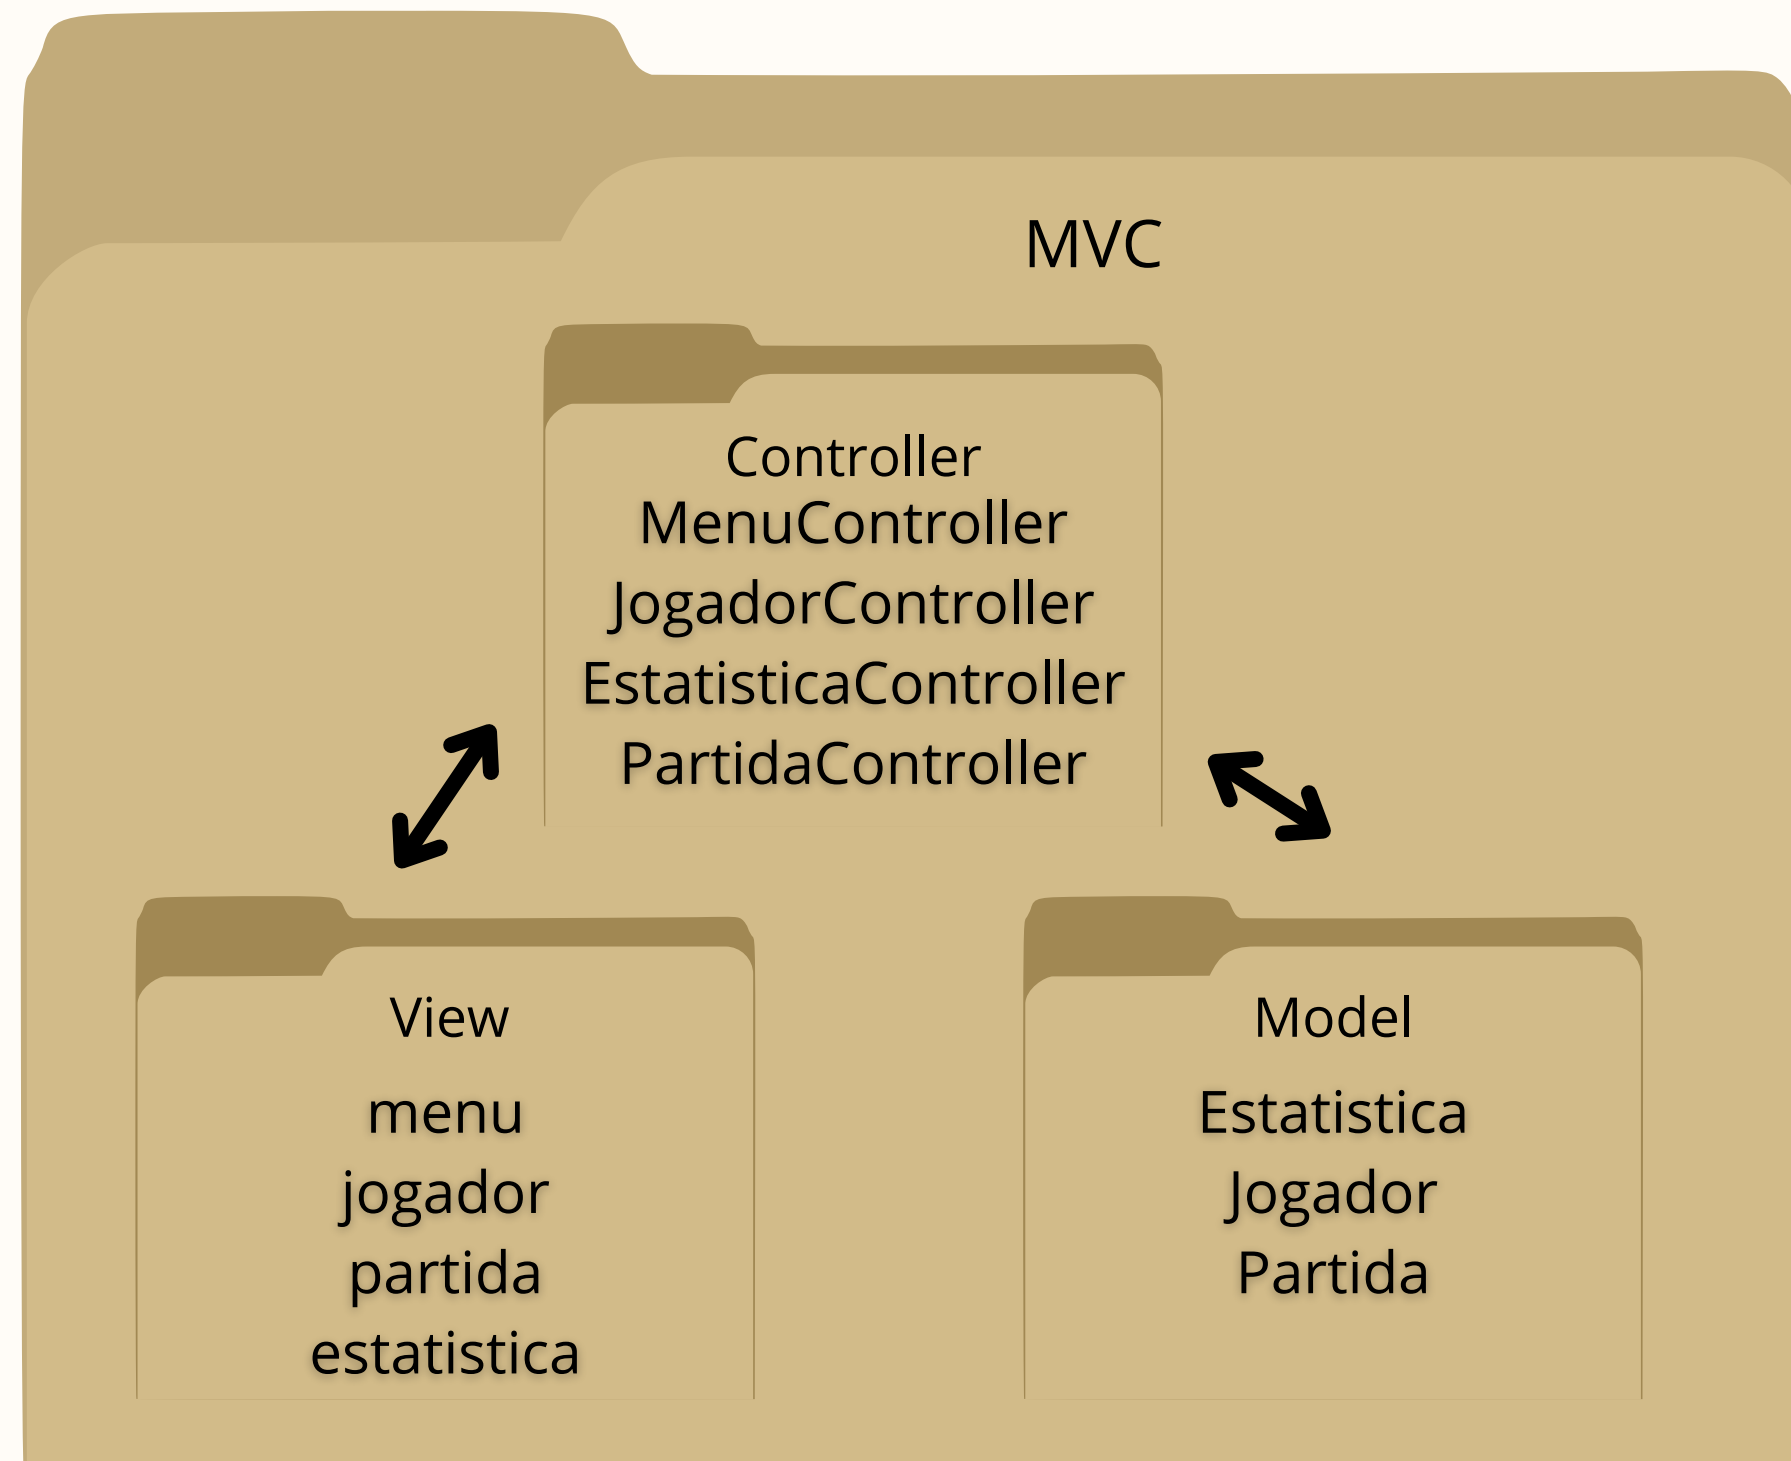 MVC
Controller
MenuController
JogadorController
EstatisticaController
PartidaController
View
menu
jogador
partida
estatistica
Model
Estatistica
Jogador
Partida